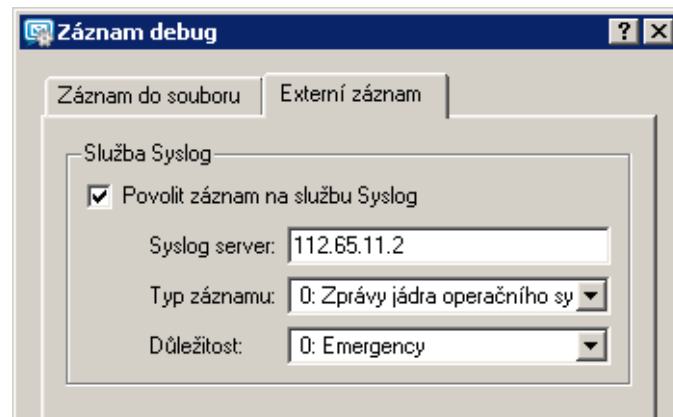 Záznam debug
Záznam do souboru
Externí záznam
Služba Syslog
Povolit záznam na službu Syslog
Syslog server: 112.65.11.2
Typ záznamu: 0: Zprávy jádra operačního sy
Důležitost: 0: Emergency